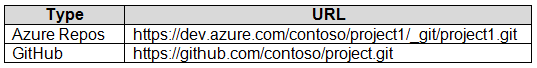 Type URL
Azure Repos https://dev.azure.com/contoso/project1/_git/project1.git
GitHub https://github.com/contoso/project.git